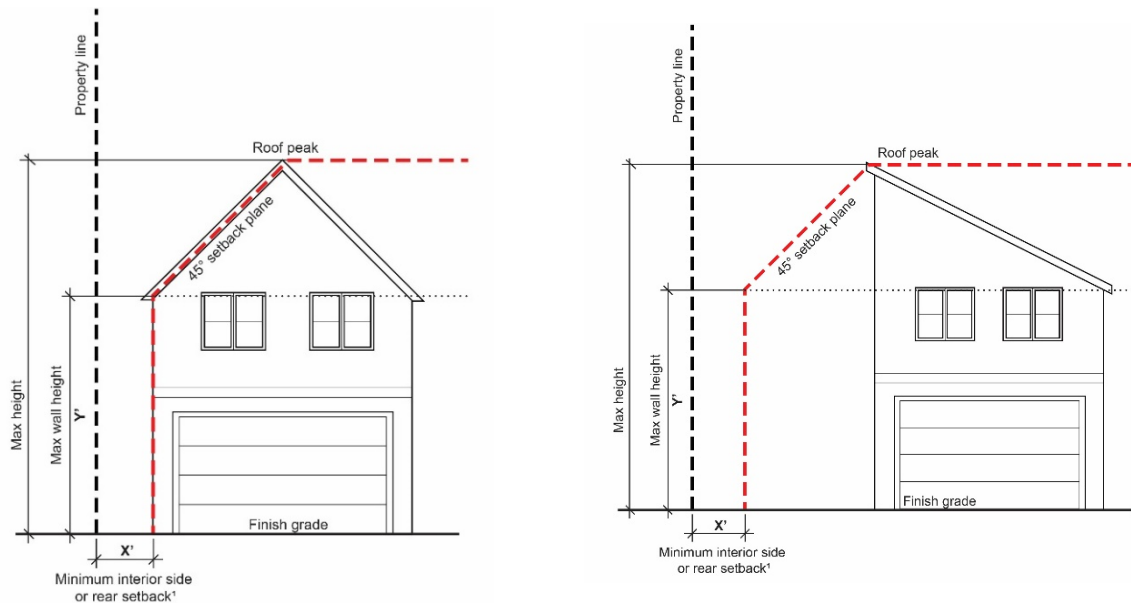 Property line
Roof peak
45° setback plane
Max height
Max wall height
Y'
Finish grade
X'
Minimum interior side
or rear setback¹
Property line
Roof peak
45° setback plane
Max height
Max wall height
Y'
Finish grade
X'
Minimum interior side
or rear setback¹